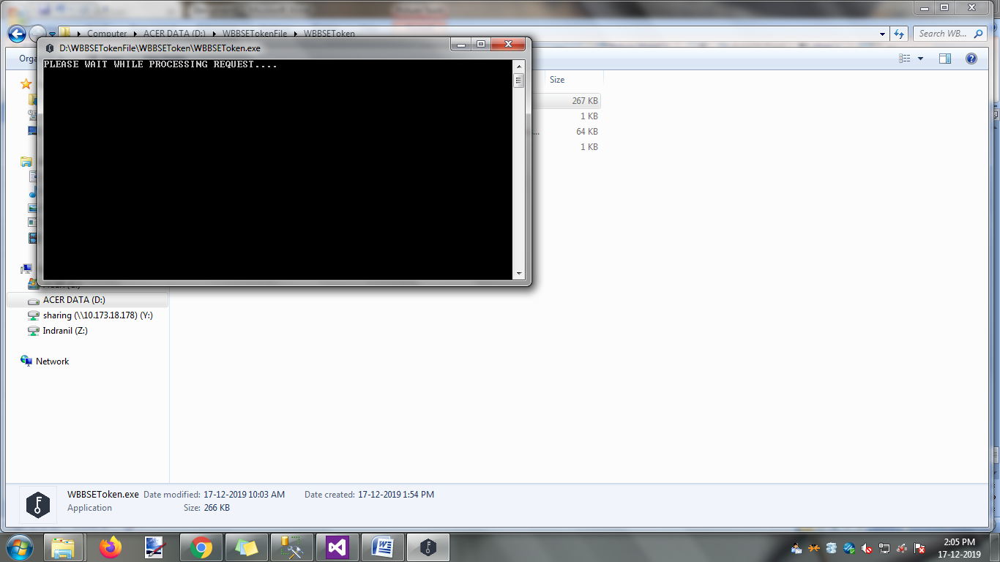 Computer ▸ ACER DATA (D:) ▸ WBBSETokenFile ▸ WBBSEToken
Search WB...
D:\WBBSETokenFile\WBBSEToken\WBBSEToken.exe
PLEASE WAIT WHILE PROCESSING REQUEST....
Size
267 KB
1 KB
64 KB
1 KB
ACER DATA (D:)
sharing (\\10.173.18.178) (Y:)
Indranil (Z:)
Network
WBBSEToken.exe Date modified: 17-12-2019 10:03 AM Date created: 17-12-2019 1:54 PM
Application Size: 266 KB
2:05 PM
17-12-2019